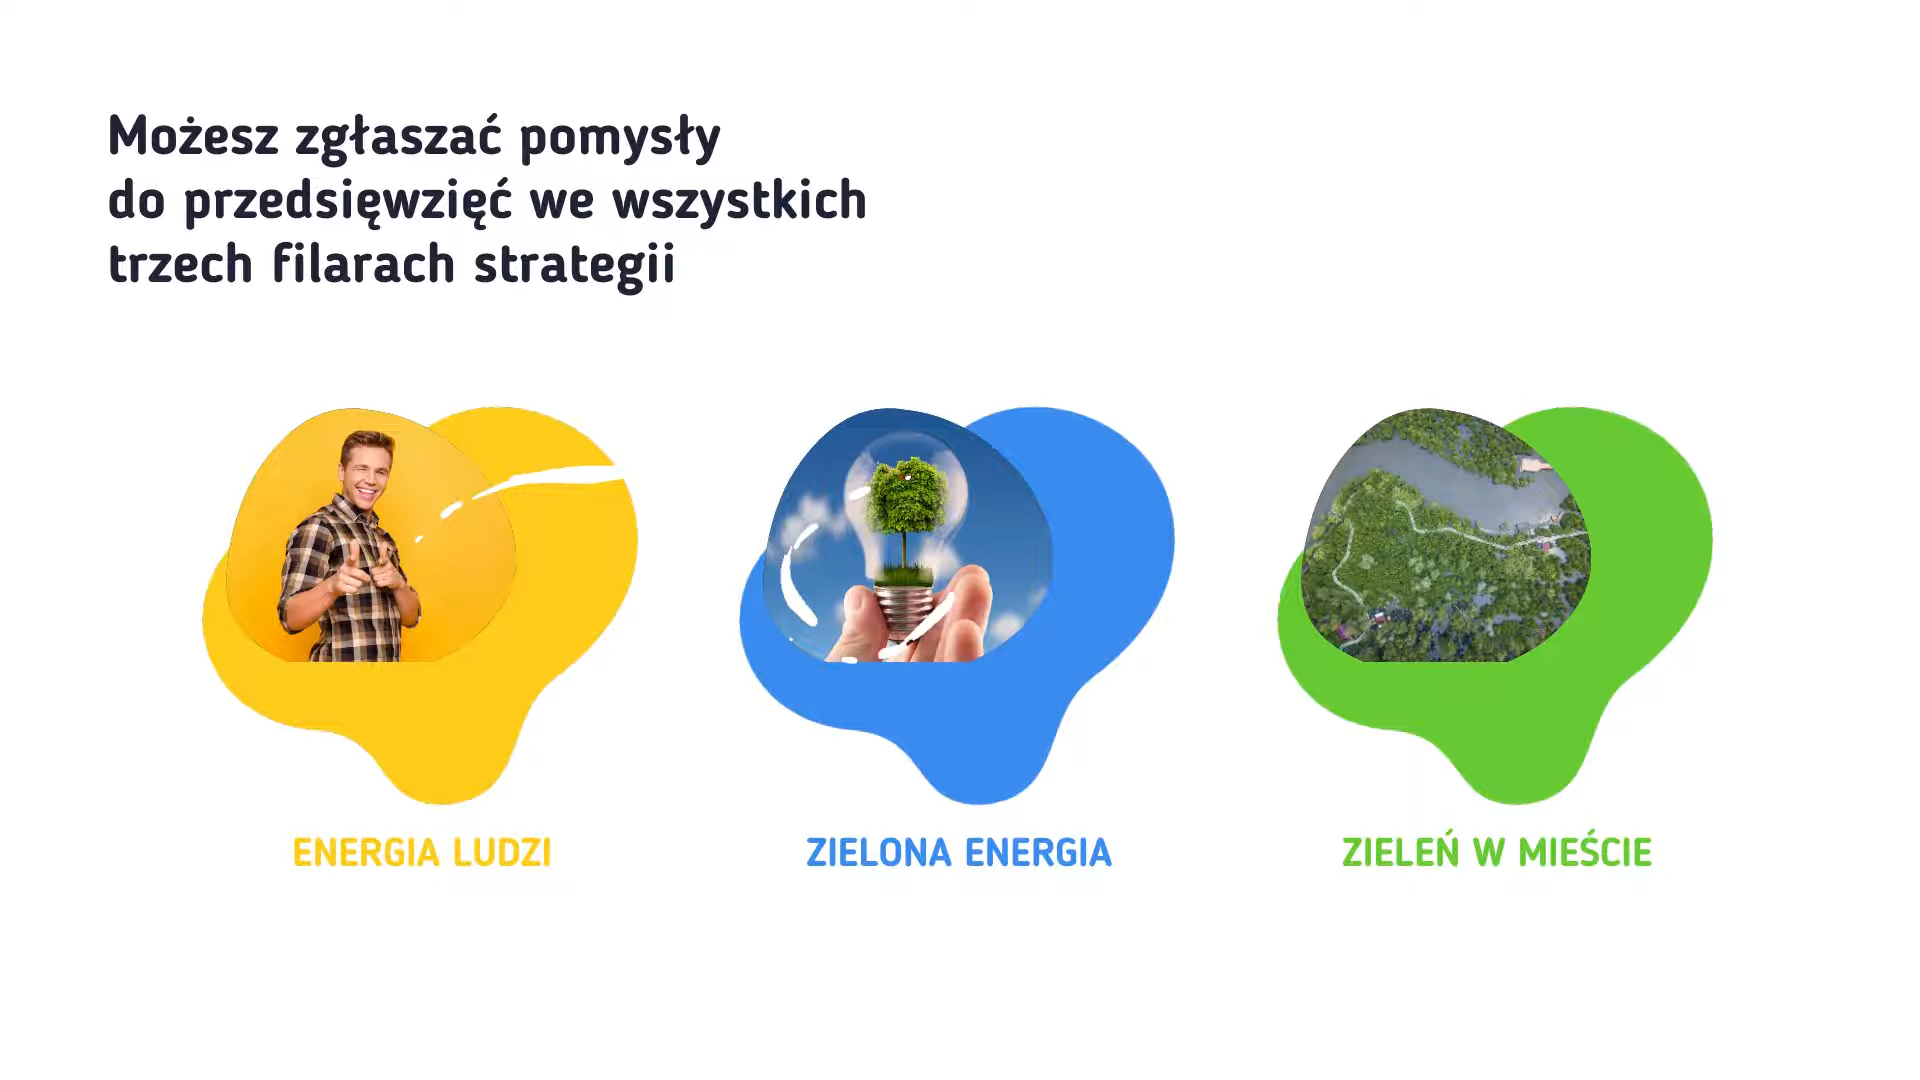 Możesz zgłaszać pomysły
do przedsięwzięć we wszystkich
trzech filarach strategii
ENERGIA LUDZI
ZIELONA ENERGIA
ZIELEŃ W MIEŚCIE